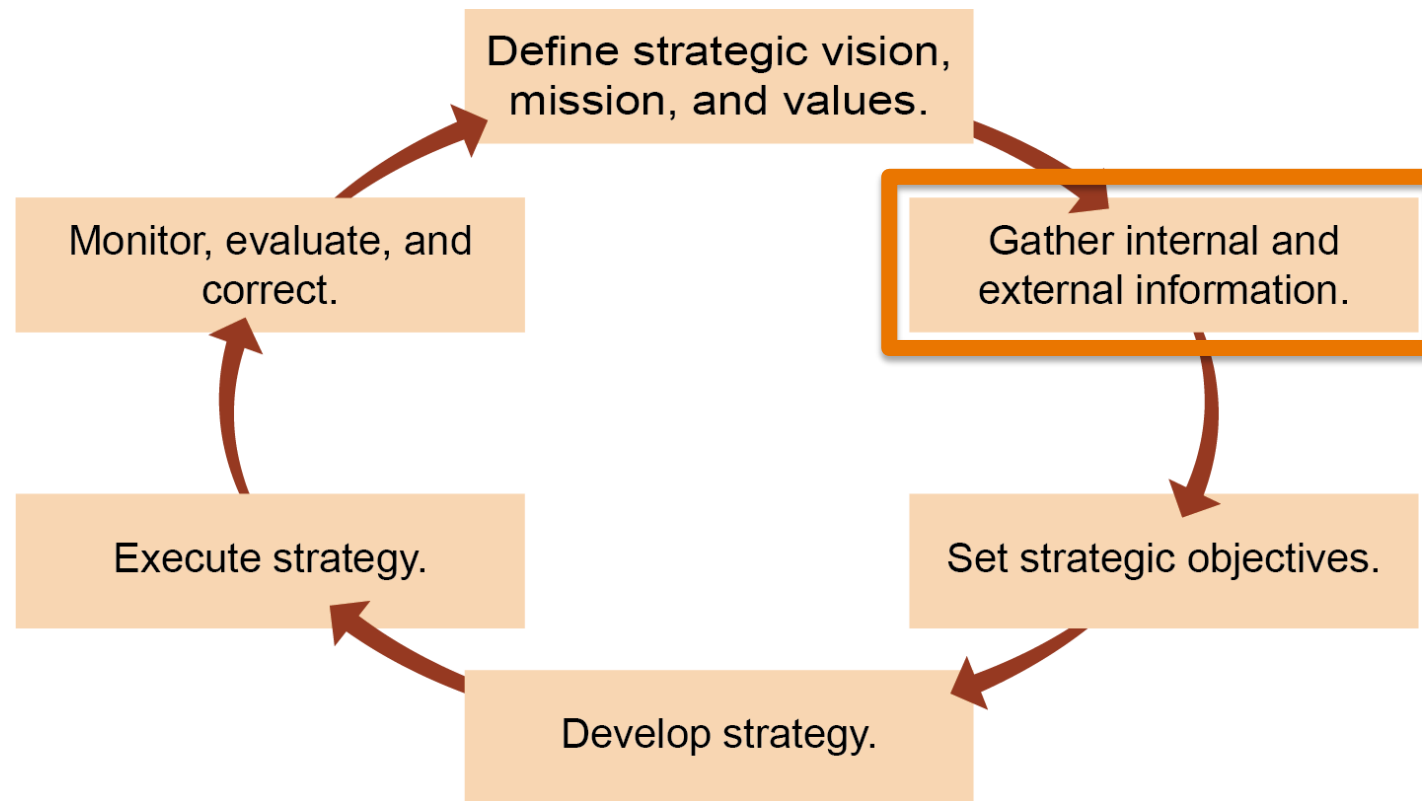 Define strategic vision,
mission, and values.
Gather internal and
external information.
Set strategic objectives.
Develop strategy.
Execute strategy.
Monitor, evaluate, and
correct.